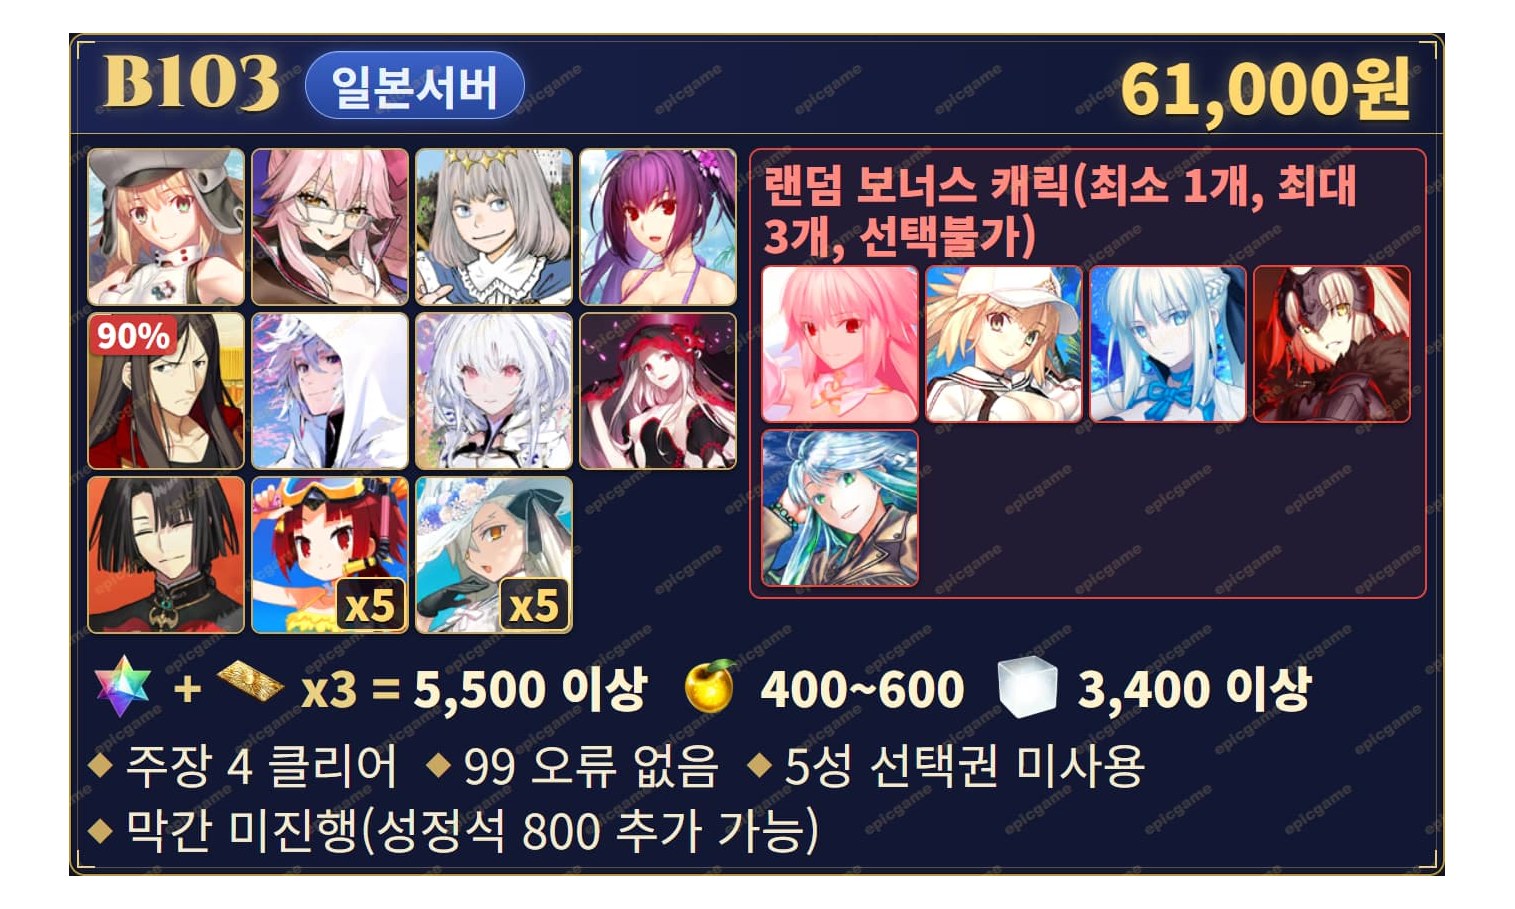 B103 일본서버 61,000원
랜덤 보너스 캐릭(최소 1개, 최대
3개, 선택불가)
90%
x5 x5
+ x3 = 5,500 이상 400~600 3,400 이상
◆ 주장 4 클리어 ◆ 99 오류 없음 ◆ 5성 선택권 미사용
◆ 막간 미진행(성정석 800 추가 가능)
epicgame